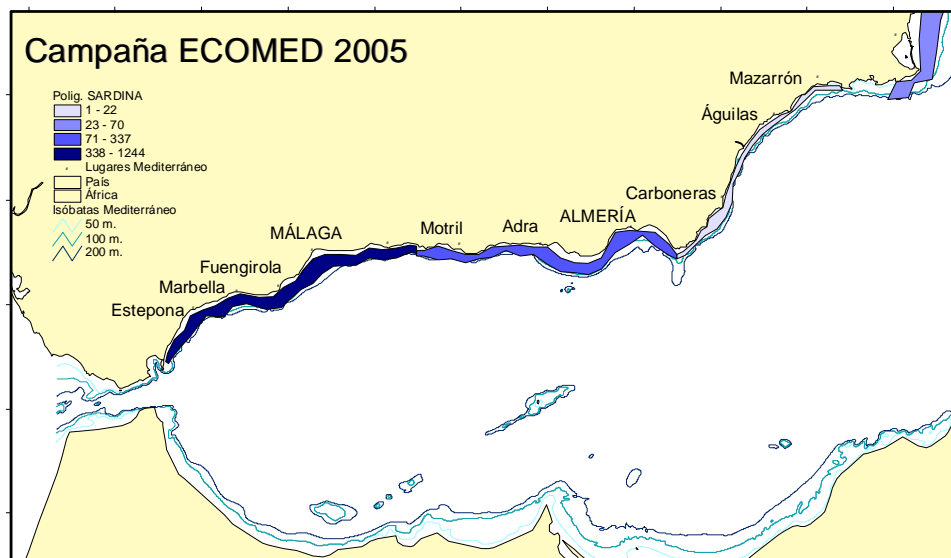 Campaña ECOMED 2005
Polig. SARDINA
1 - 22
23 - 70
71 - 337
338 - 1244
Lugares Mediterráneo
País
África
Isóbatas Mediterráneo
50 m.
100 m.
200 m.
Mazarrón
Águilas
Carboneras
ALMERÍA
Adra
Motril
MÁLAGA
Fuengirola
Marbella
Estepona